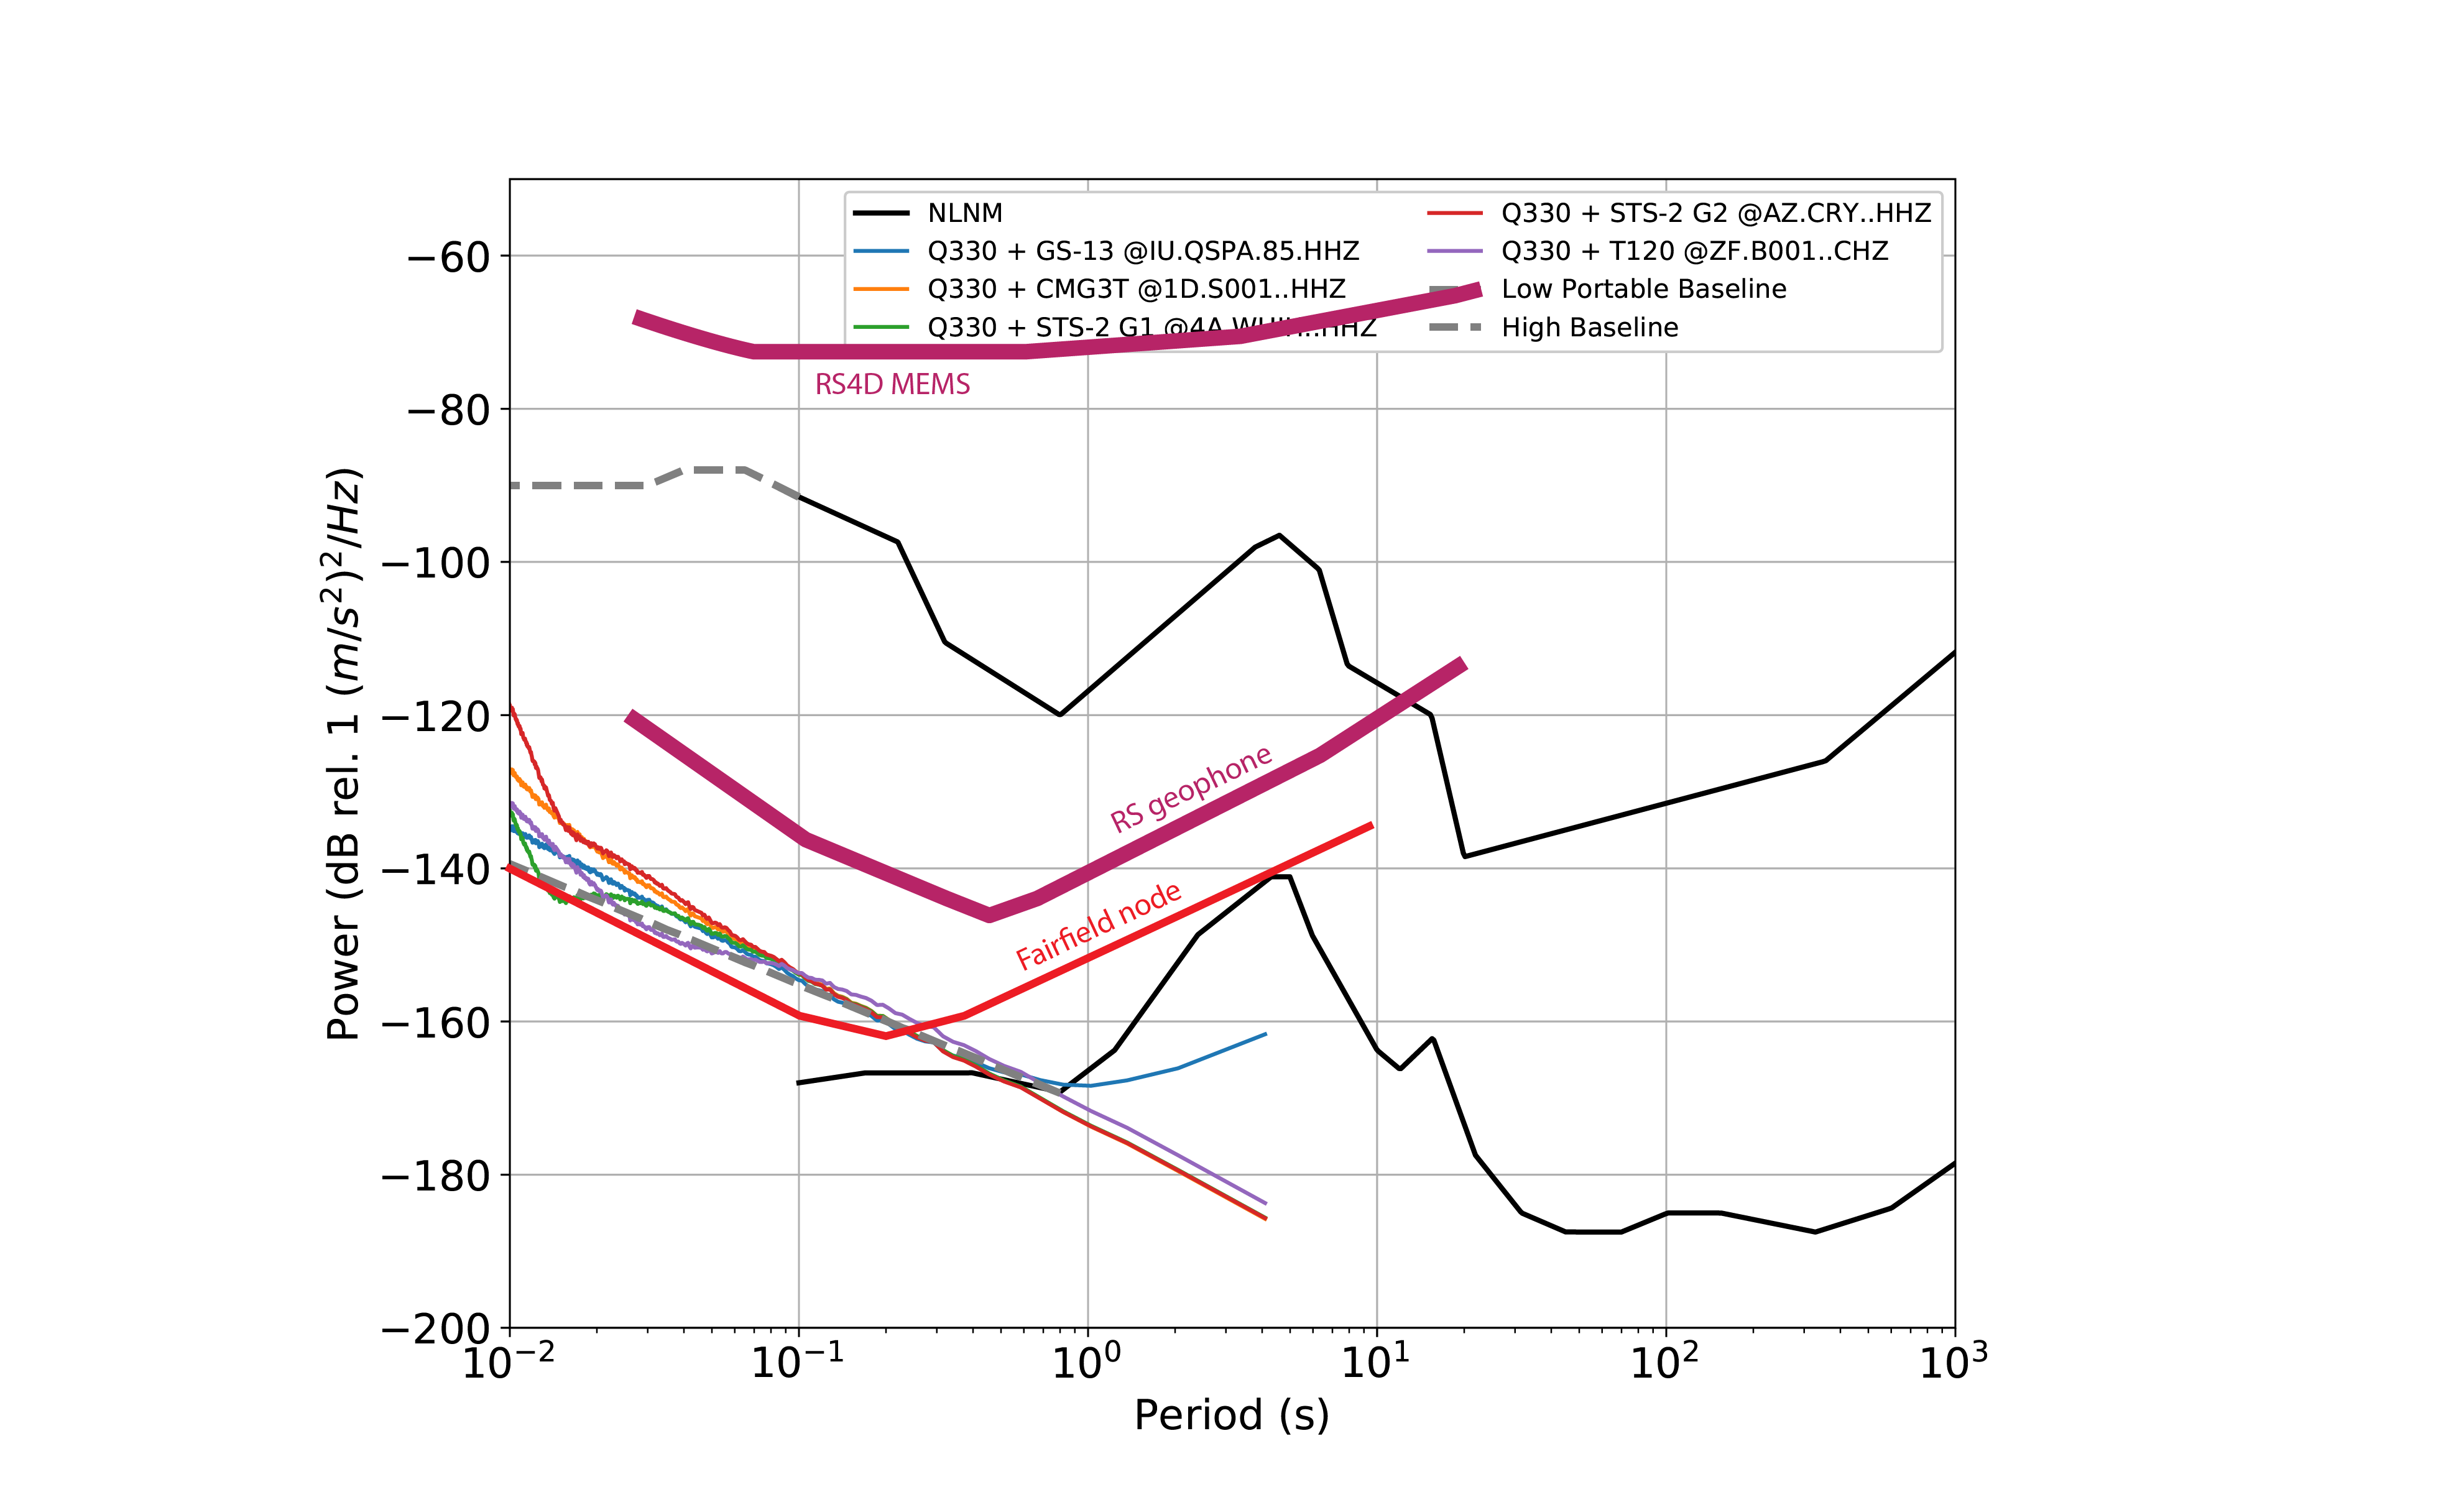 NLNM
Q330 + GS-13 @IU.QSPA.85.HHZ
Q330 + CMG3T @1D.S001..HHZ
Q330 + STS-2 G1 @4A..HHZ
Q330 + STS-2 G2 @AZ.CRY..HHZ
Q330 + T120 @ZF.B001..CHZ
Low Portable Baseline
High Baseline
RS4D MEMS
RS geophone
Fairfield node
Power (dB rel. 1 (m/s²)²/Hz)
−60
−80
−100
−120
−140
−160
−180
−200
10⁻² 10⁻¹ 10⁰ 10¹ 10² 10³
Period (s)